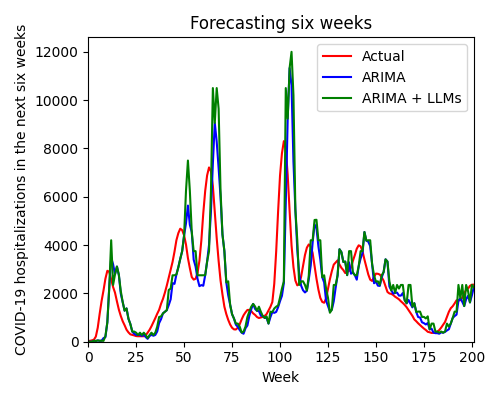 Forecasting six weeks
COVID-19 hospitalizations in the next six weeks
12000
10000
8000
6000
4000
2000
0
Actual
ARIMA
ARIMA + LLMs
0 25 50 75 100 125 150 175 200
Week